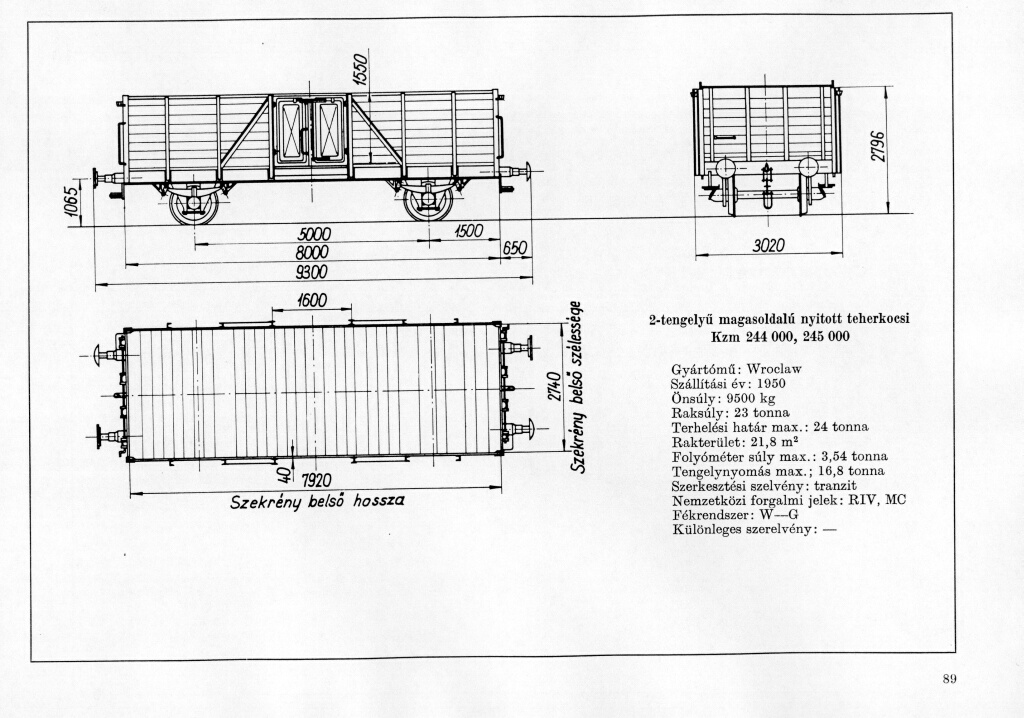 1550
1065
2796
5000
1500
8000
650
9300
3020
1600
2740
Szekrény belső szélessége
40
7920
Szekrény belső hossza
2-tengelyű magasoldalú nyitott teherkocsi
Kzm 244 000, 245 000
Gyártómű: Wroclaw
Szállítási év: 1950
Önsúly: 9500 kg
Raksúly: 23 tonna
Terhelési határ max.: 24 tonna
Rakterület: 21,8 m²
Folyóméter súly max.: 3,54 tonna
Tengelynyomás max.; 16,8 tonna
Szerkesztési szelvény: tranzit
Nemzetközi forgalmi jelek: RIV, MC
Fékrendszer: W—G
Különleges szerelvény: —
89